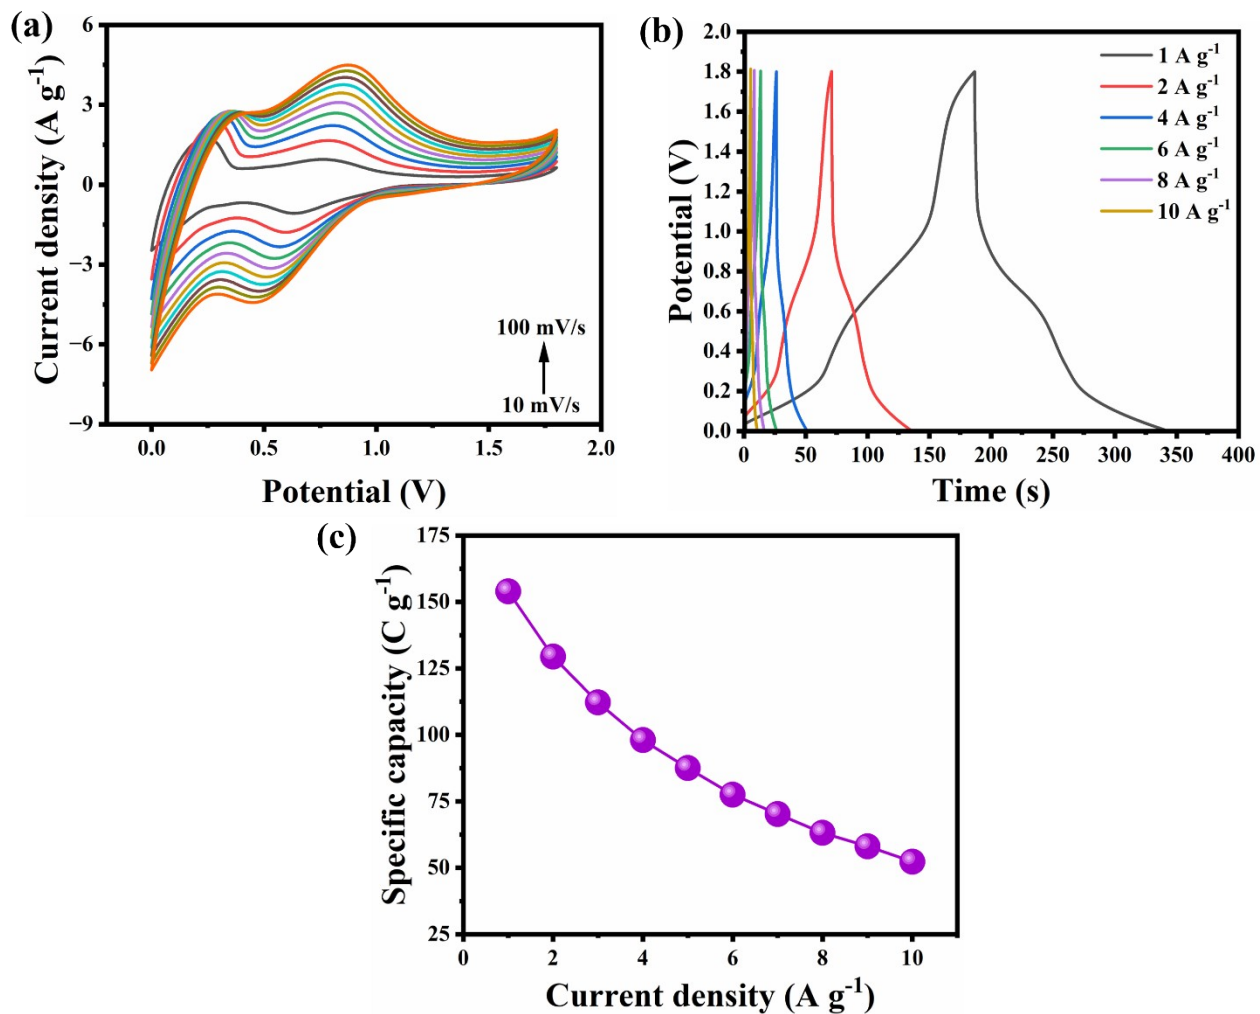 (a)
6
3
0
−3
−6
−9
Current density (A g⁻¹)
100 mV/s
10 mV/s
0.0 0.5 1.0 1.5 2.0
Potential (V)
(b)
2.0
1.8
1.6
1.4
1.2
1.0
0.8
0.6
0.4
0.2
0.0
Potential (V)
1 A g⁻¹
2 A g⁻¹
4 A g⁻¹
6 A g⁻¹
8 A g⁻¹
10 A g⁻¹
0 50 100 150 200 250 300 350 400
Time (s)
(c)
175
150
125
100
75
50
25
Specific capacity (C g⁻¹)
0 2 4 6 8 10
Current density (A g⁻¹)